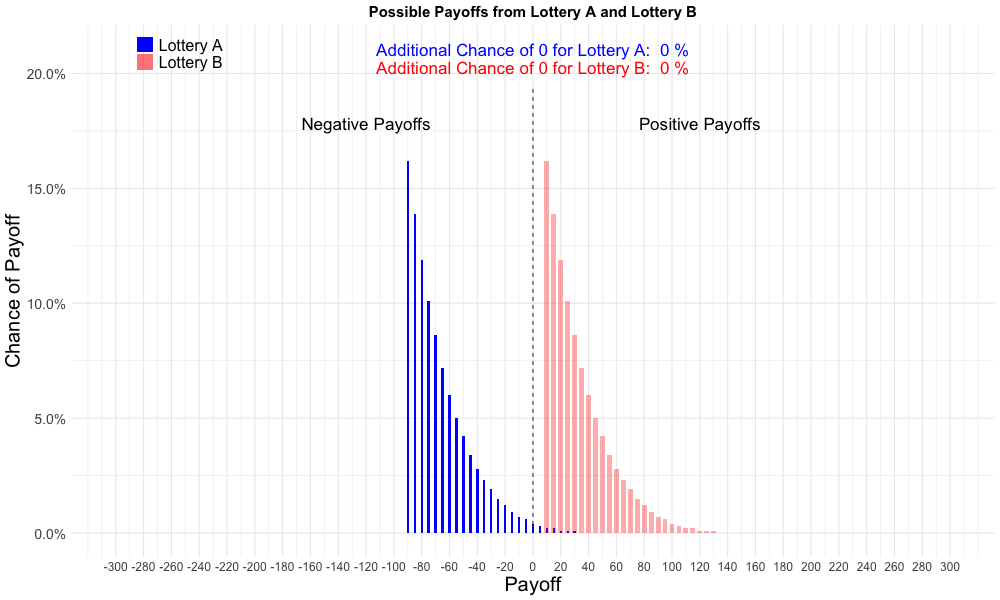 Possible Payoffs from Lottery A and Lottery B
Lottery A
Lottery B
Additional Chance of 0 for Lottery A:  0 %
Additional Chance of 0 for Lottery B:  0 %
Negative Payoffs
Positive Payoffs
Chance of Payoff
20.0%
15.0%
10.0%
5.0%
0.0%
-300 -280 -260 -240 -220 -200 -180 -160 -140 -120 -100 -80 -60 -40 -20 0 20 40 60 80 100 120 140 160 180 200 220 240 260 280 300
Payoff